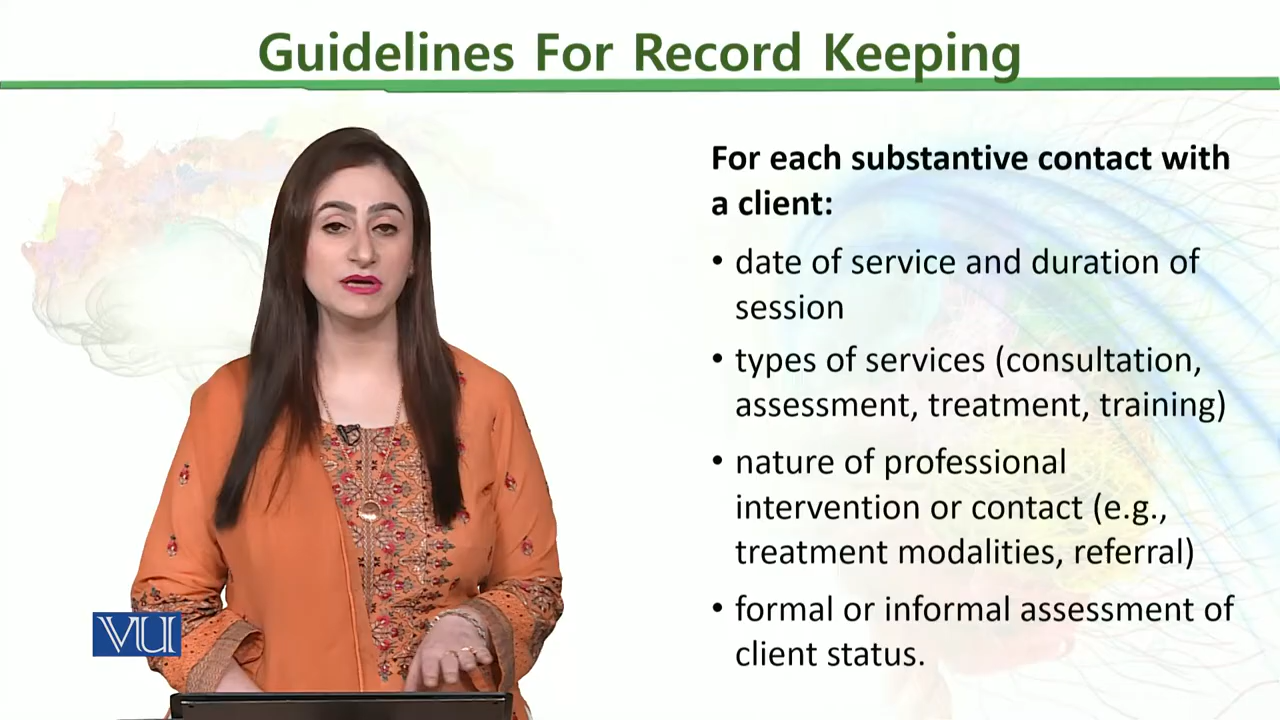 Guidelines For Record Keeping
For each substantive contact with
a client:
• date of service and duration of
session
• types of services (consultation,
assessment, treatment, training)
• nature of professional
intervention or contact (e.g.,
treatment modalities, referral)
• formal or informal assessment of
client status.
VU